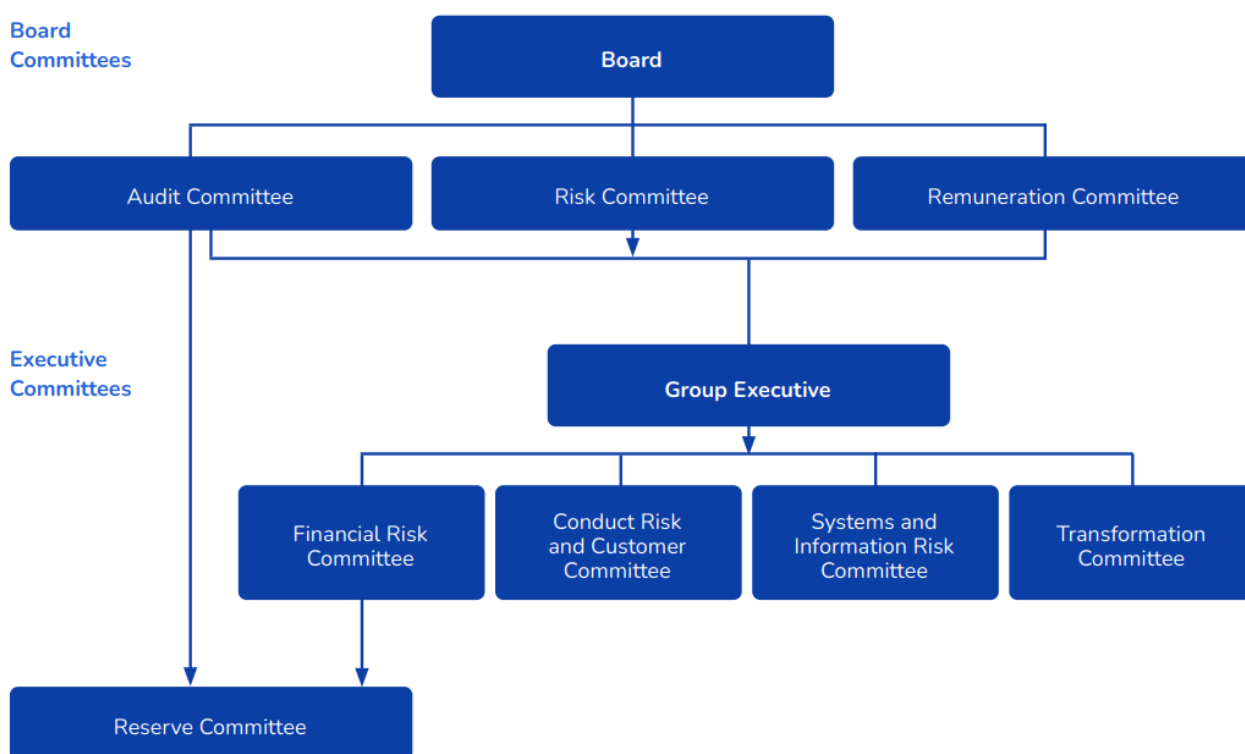 Board
Committees
Board
Audit Committee
Risk Committee
Remuneration Committee
Executive
Committees
Group Executive
Financial Risk
Committee
Conduct Risk
and Customer
Committee
Systems and
Information Risk
Committee
Transformation
Committee
Reserve Committee